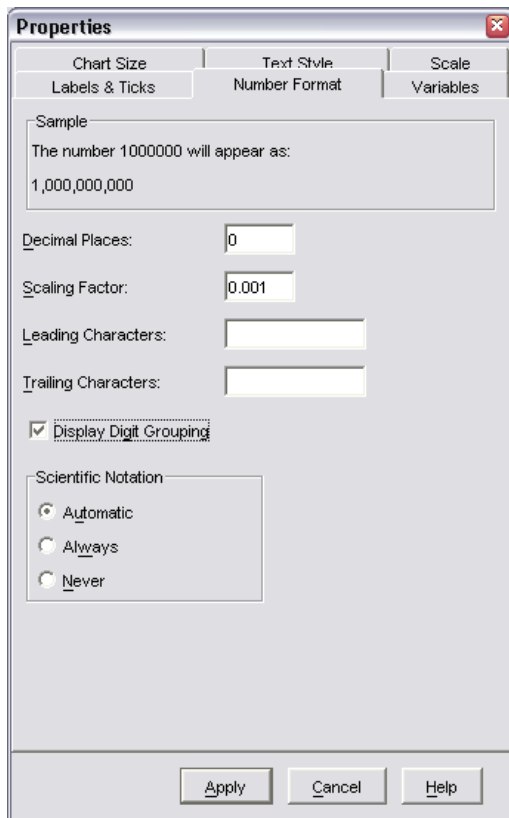 Properties
Chart Size Text Style Scale
Labels & Ticks Number Format Variables
Sample
The number 1000000 will appear as:
1,000,000,000
Decimal Places: 0
Scaling Factor: 0.001
Leading Characters:
Trailing Characters:
Display Digit Grouping
Scientific Notation
Automatic
Always
Never
Apply Cancel Help